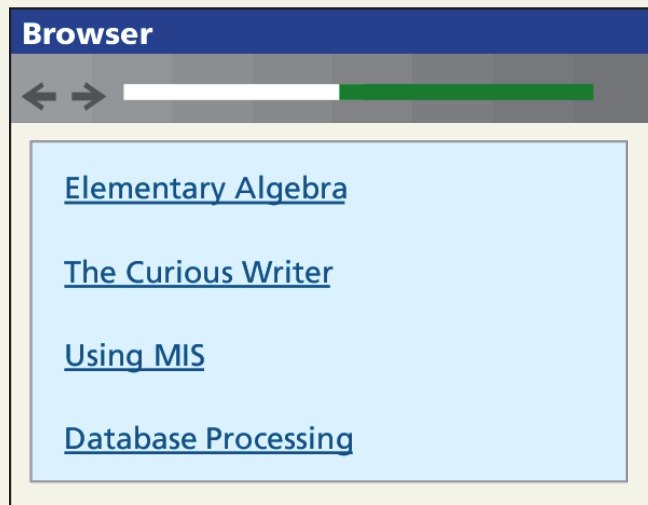 Browser
Elementary Algebra
The Curious Writer
Using MIS
Database Processing